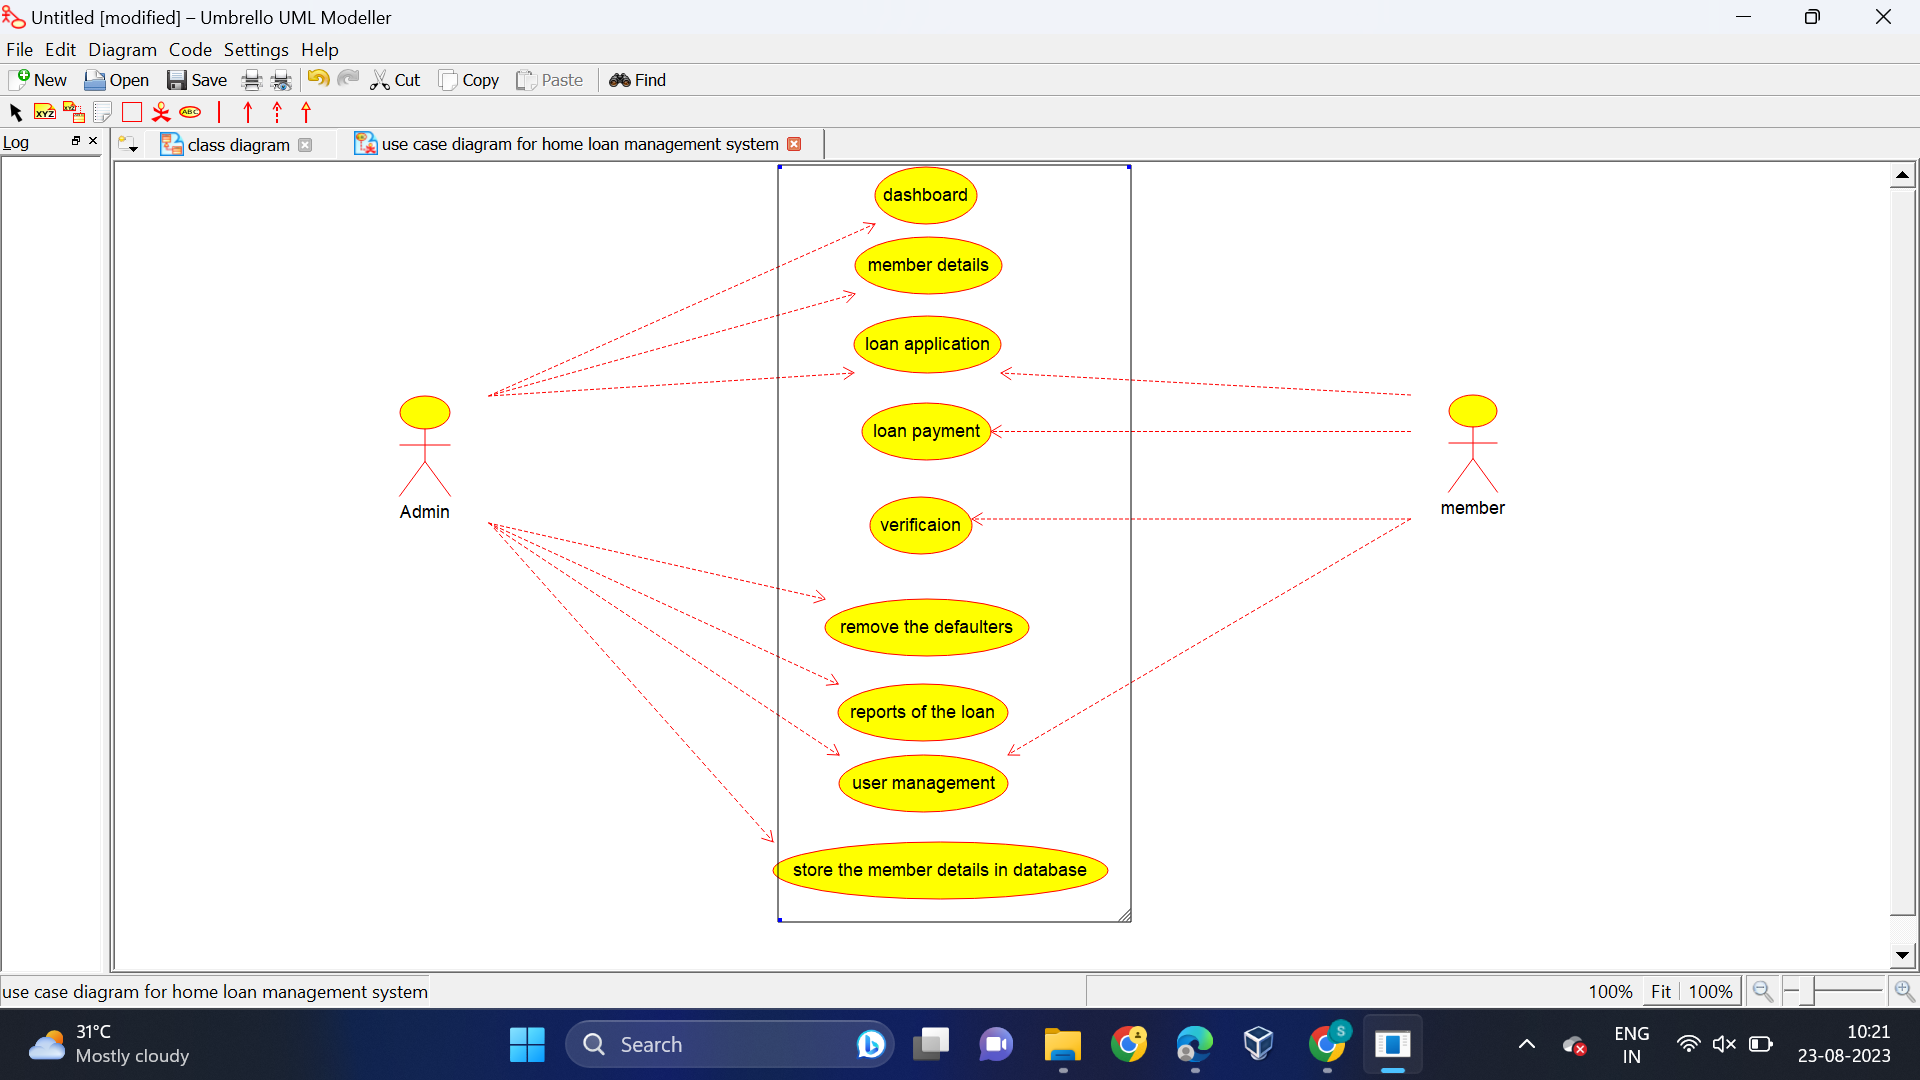 Untitled [modified] – Umbrello UML Modeller
File Edit Diagram Code Settings Help
New Open Save Cut Copy Paste Find
XYZ XYZ ABC
Log
class diagram
use case diagram for home loan management system
dashboard
member details
loan application
loan payment
verificaion
remove the defaulters
reports of the loan
user management
store the member details in database
Admin
member
use case diagram for home loan management system
100% Fit 100%
31°C
Mostly cloudy
Search
S
ENG
IN
10:21
23-08-2023